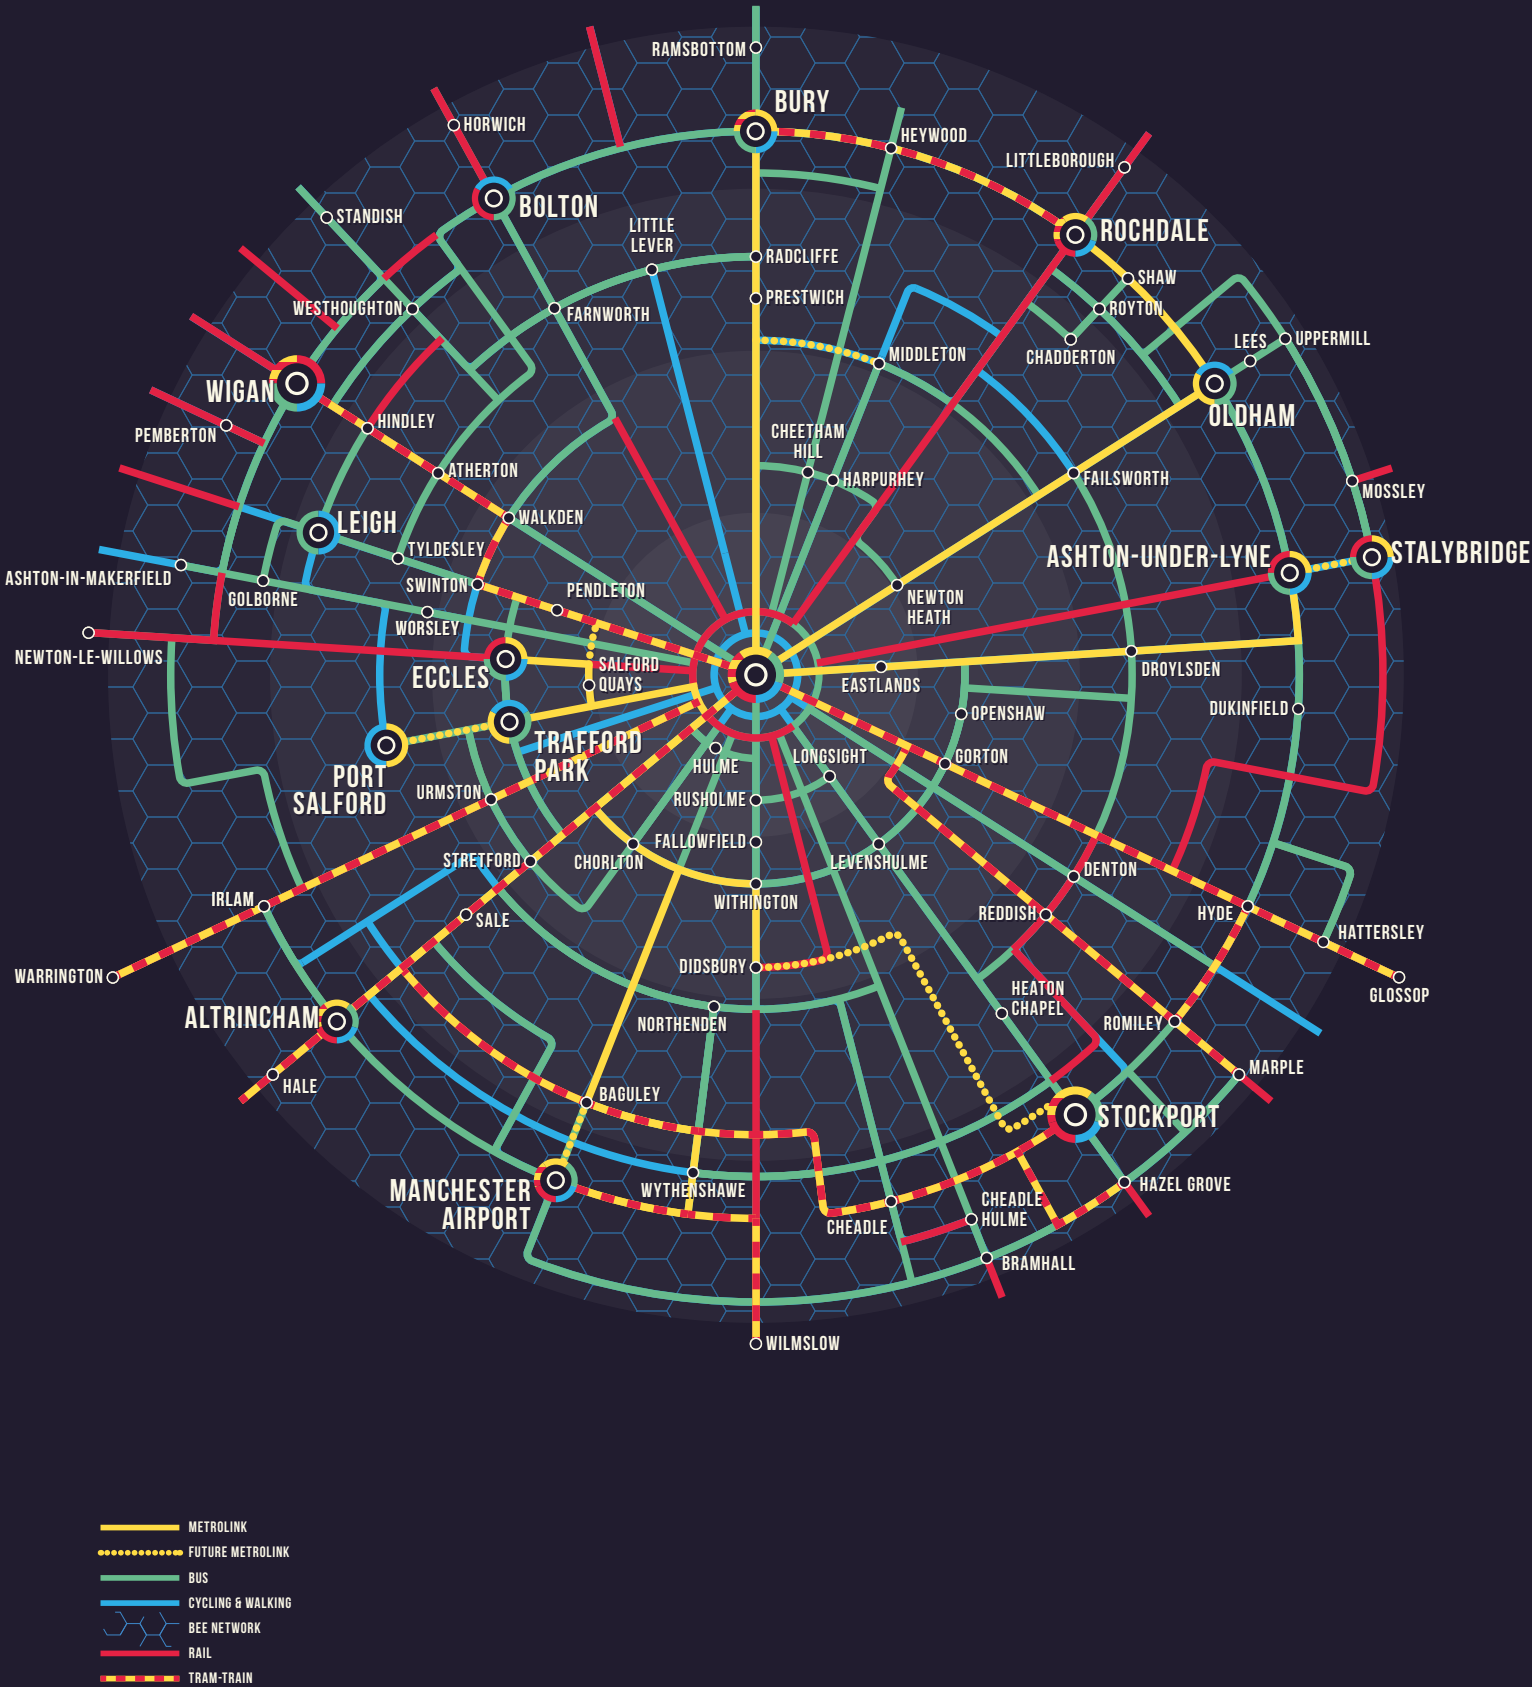 RAMSBOTTOM
BURY
HEYWOOD
HORWICH
LITTLEBOROUGH
BOLTON
STANDISH
ROCHDALE
LITTLE
LEVER
RADCLIFFE
SHAW
PRESTWICH
WESTHOUGHTON
FARNWORTH
ROYTON
CHADDERTON
LEES
UPPERMILL
MIDDLETON
WIGAN
OLDHAM
PEMBERTON
HINDLEY
CHEETHAM
HILL
ATHERTON
HARPURHEY
FAILSWORTH
MOSSLEY
LEIGH
WALKDEN
TYLDESLEY
ASHTON-UNDER-LYNE
STALYBRIDGE
ASHTON-IN-MAKERFIELD
GOLBORNE
SWINTON
PENDLETON
NEWTON
HEATH
WORSLEY
NEWTON-LE-WILLOWS
ECCLES
SALFORD
QUAYS
EASTLANDS
DROYLSDEN
OPENSHAW
DUKINFIELD
TRAFFORD
PARK
HULME
LONGSIGHT
GORTON
PORT
SALFORD
URMSTON
RUSHOLME
FALLOWFIELD
STRETFORD
CHORLTON
LEVENSHULME
DENTON
IRLAM
SALE
WITHINGTON
REDDISH
HYDE
HATTERSLEY
WARRINGTON
DIDSBURY
GLOSSOP
ALTRINCHAM
NORTHENDEN
HEATON
CHAPEL
ROMILEY
HALE
BAGULEY
MARPLE
STOCKPORT
MANCHESTER
AIRPORT
WYTHENSHAWE
HAZEL GROVE
CHEADLE
CHEADLE
HULME
BRAMHALL
WILMSLOW
METROLINK
FUTURE METROLINK
BUS
CYCLING & WALKING
BEE NETWORK
RAIL
TRAM-TRAIN